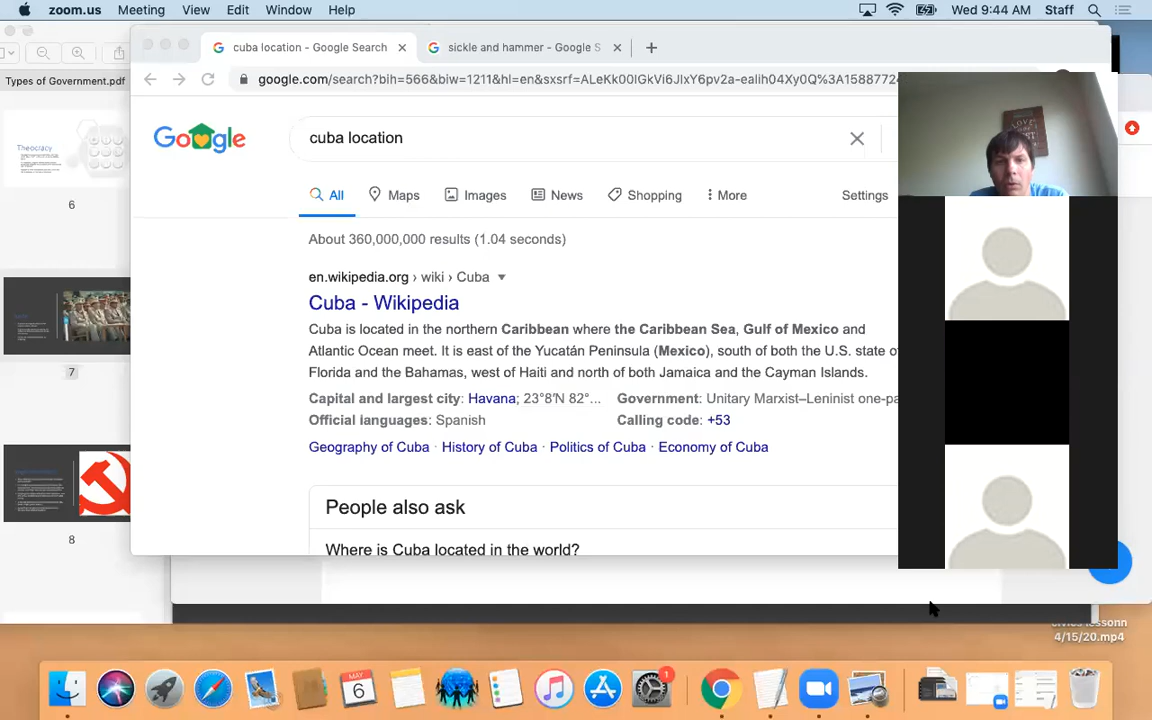 zoom.us Meeting View Edit Window Help Wed 9:44 AM Staff
cuba location - Google Search
sickle and hammer - Google S
Types of Government.pdf
google.com/search?bih=566&biw=1211&hl=en&sxsrf=ALeKk00lGkVi6JlxY6pv2a-ealih04Xy0Q%3A15887724
Theocracy
6
7
8
Google
cuba location
All Maps Images News Shopping More Settings
About 360,000,000 results (1.04 seconds)
en.wikipedia.org › wiki › Cuba
Cuba - Wikipedia
Cuba is located in the northern Caribbean where the Caribbean Sea, Gulf of Mexico and
Atlantic Ocean meet. It is east of the Yucatán Peninsula (Mexico), south of both the U.S. state of
Florida and the Bahamas, west of Haiti and north of both Jamaica and the Cayman Islands.
Capital and largest city: Havana; 23°8′N 82°... Government: Unitary Marxist–Leninist one-pa
Official languages: Spanish Calling code: +53
Geography of Cuba · History of Cuba · Politics of Cuba · Economy of Cuba
People also ask
Where is Cuba located in the world?
LOVE
4/15/20.mp4
MAY
6
1